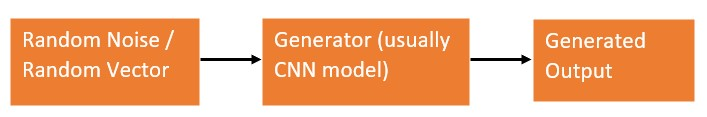 Random Noise /
Random Vector
Generator (usually
CNN model)
Generated
Output